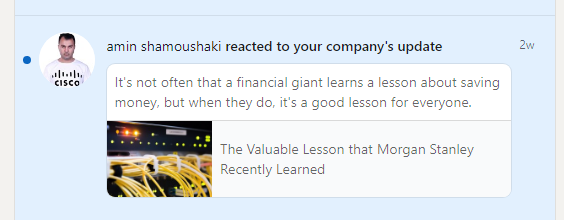 amin shamoushaki reacted to your company's update
2w
CISCO
It's not often that a financial giant learns a lesson about saving
money, but when they do, it's a good lesson for everyone.
The Valuable Lesson that Morgan Stanley
Recently Learned